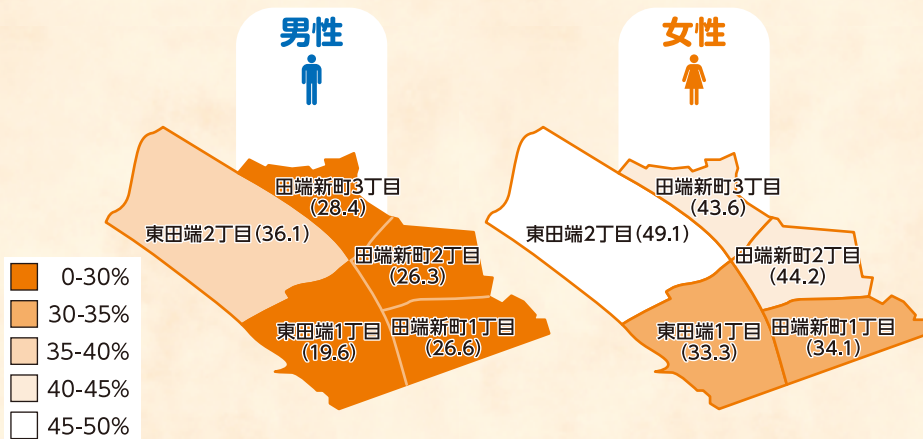 男性
田端新町3丁目
(28.4)
東田端2丁目(36.1)
田端新町2丁目
(26.3)
東田端1丁目
(19.6)
田端新町1丁目
(26.6)
女性
田端新町3丁目
(43.6)
東田端2丁目(49.1)
田端新町2丁目
(44.2)
東田端1丁目
(33.3)
田端新町1丁目
(34.1)
0-30%
30-35%
35-40%
40-45%
45-50%